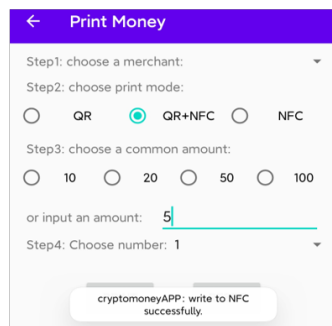 ← Print Money
Step1: choose a merchant:
Step2: choose print mode:
QR QR+NFC NFC
Step3: choose a common amount:
10 20 50 100
or input an amount: 5
Step4: Choose number: 1
cryptomoneyAPP: write to NFC
successfully.